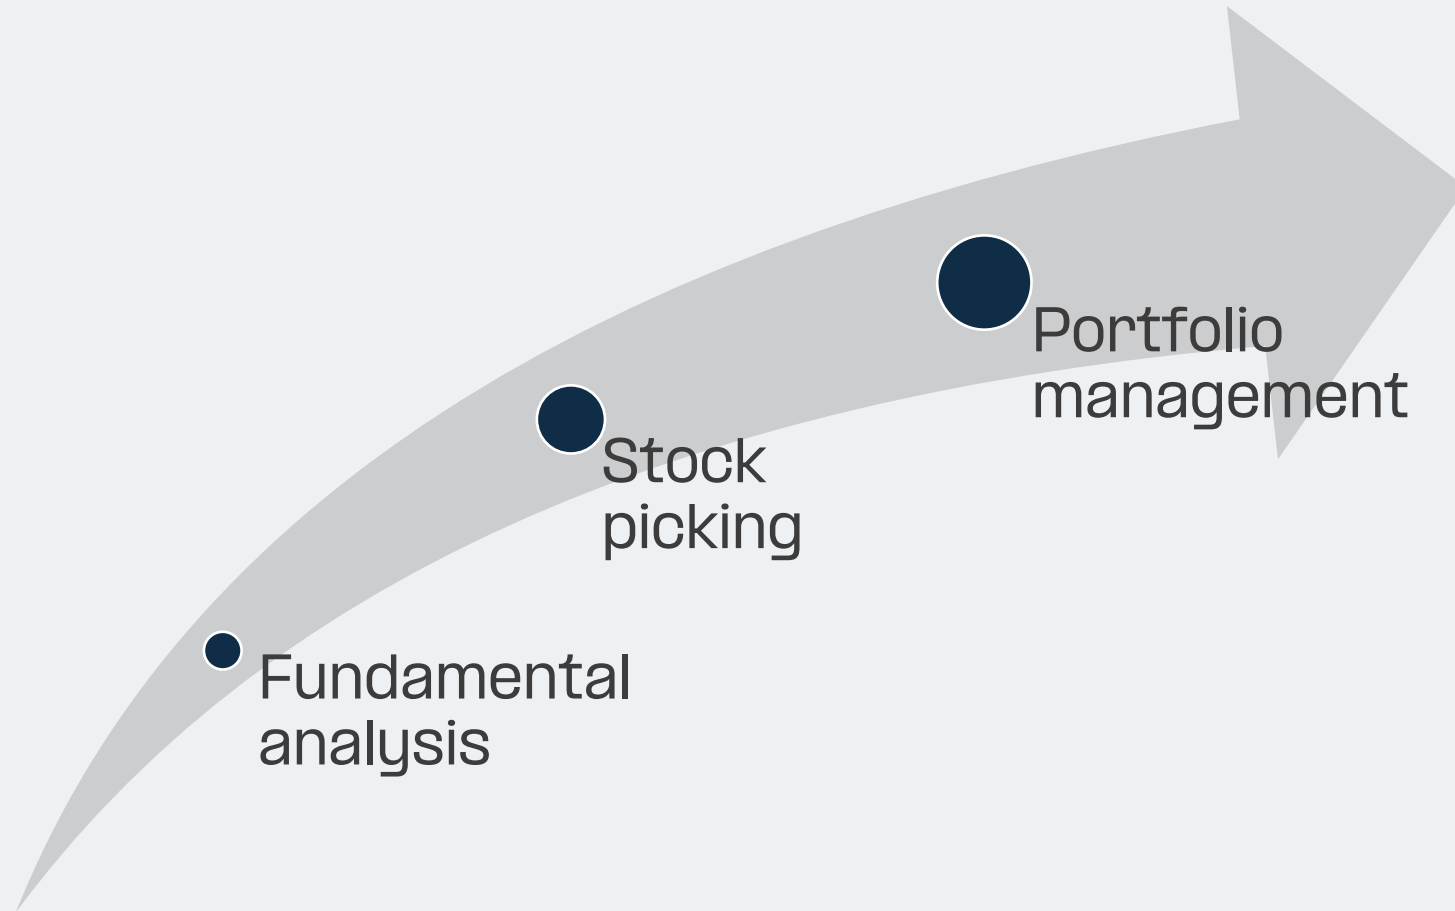 Portfolio
management
Stock
picking
Fundamental
analysis